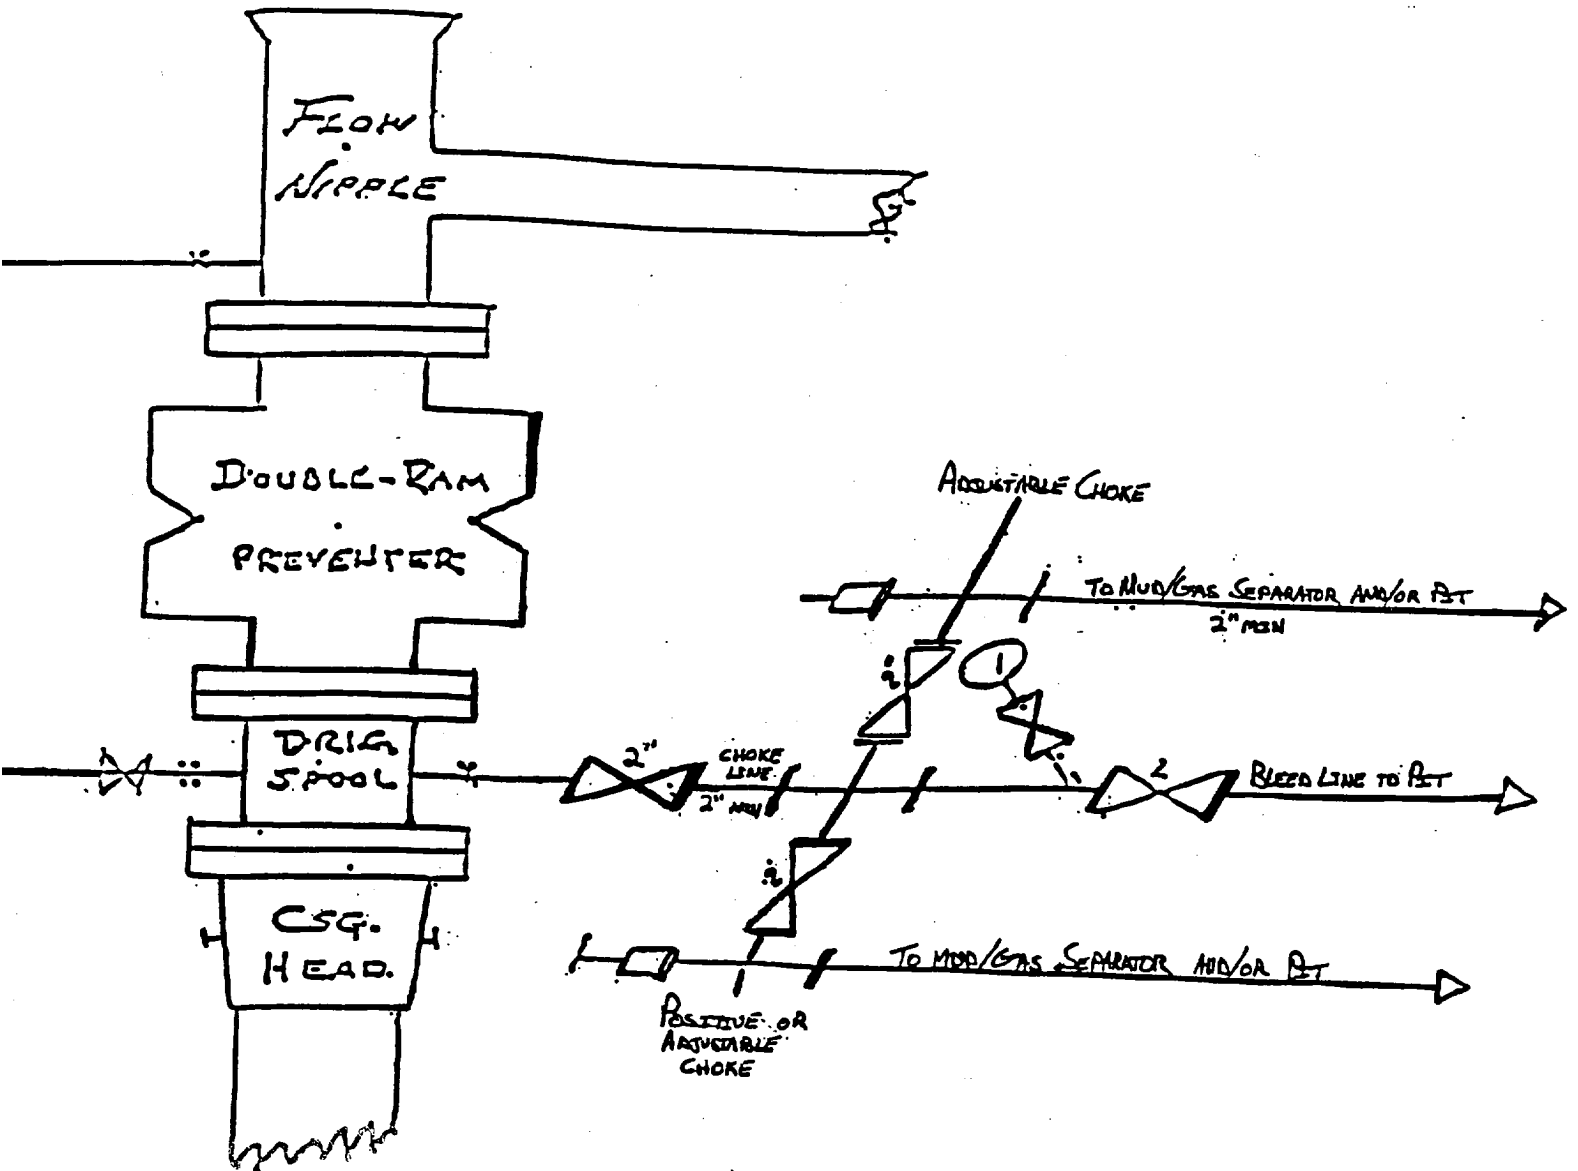 FLOW
NIPPLE
DOUBLE-RAM
PREVENTER
ADJUSTABLE CHOKE
TO MUD/GAS SEPARATOR AND/OR PIT
2" MIN
1
2"
DRLG
SPOOL
2"
CHOKE
LINE
2" MIN
2
BLEED LINE TO PIT
2"
CSG.
HEAD.
TO MUD/GAS SEPARATOR AND/OR PIT
POSITIVE OR
ADJUSTABLE
CHOKE